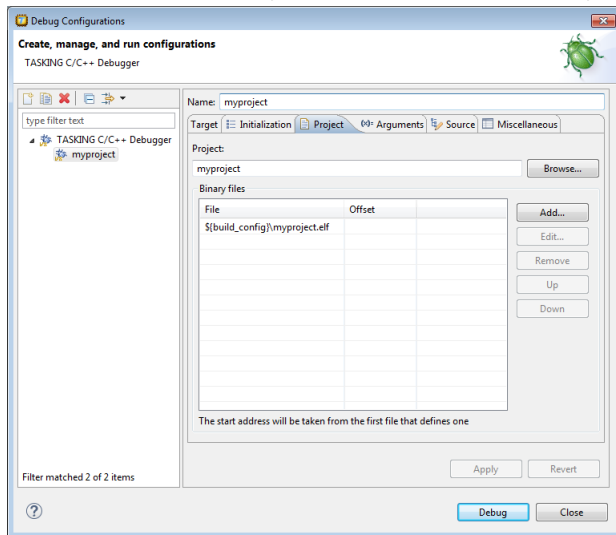 Debug Configurations
Create, manage, and run configurations
TASKING C/C++ Debugger
type filter text
TASKING C/C++ Debugger
myproject
Filter matched 2 of 2 items
Name: myproject
Target Initialization Project (x)= Arguments Source Miscellaneous
Project:
myproject Browse...
Binary files
File Offset
${build_config}\myproject.elf
Add...
Edit...
Remove
Up
Down
The start address will be taken from the first file that defines one
Apply Revert
? Debug Close